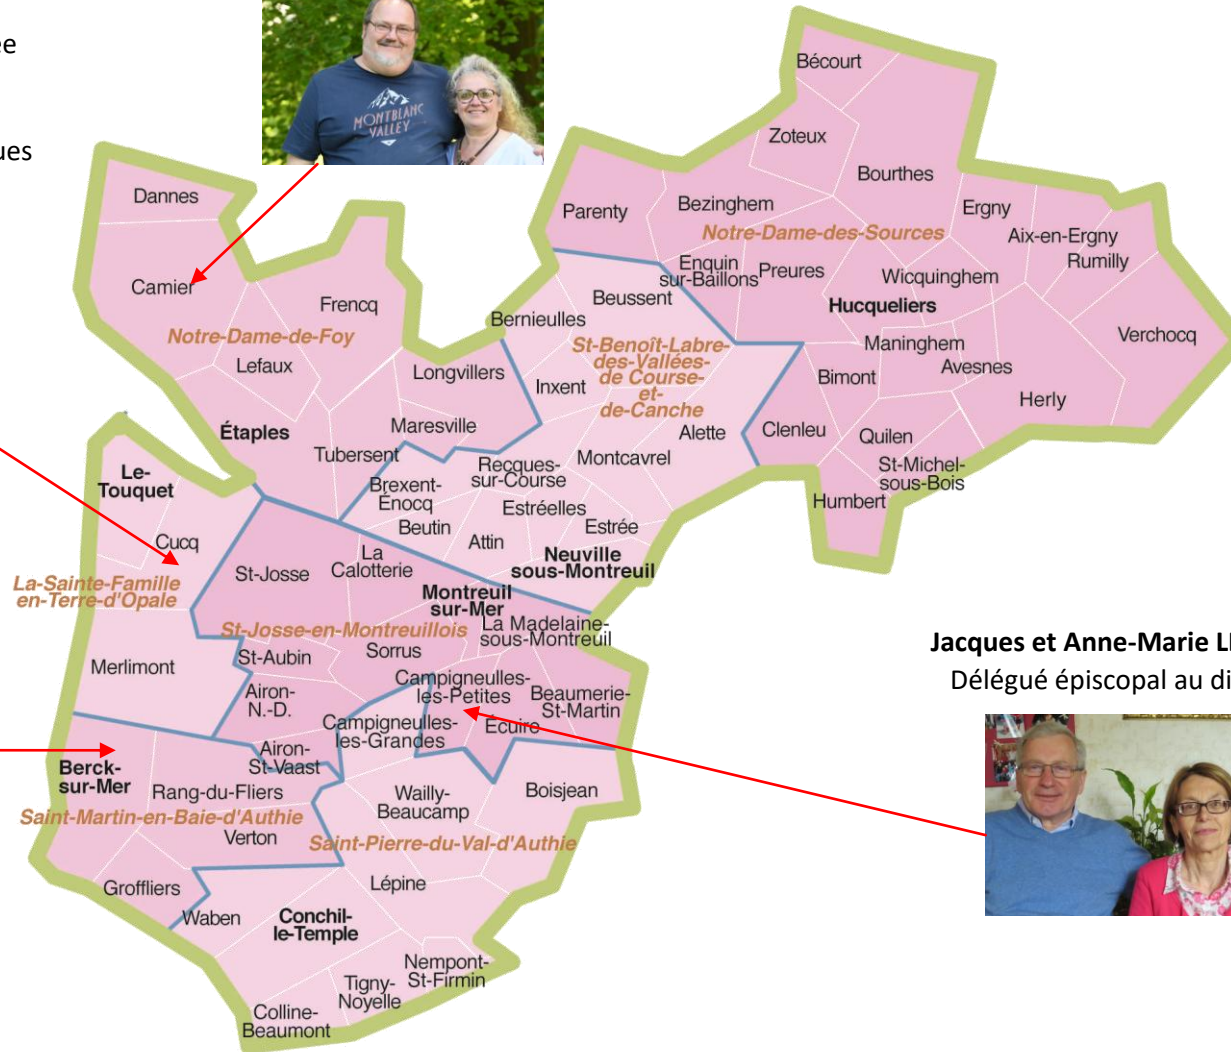 ée
ues
MONTBLANC
VALLEY
Bécourt
Zoteux
Bourthes
Dannes
Parenty
Bezinghem
Ergny
Notre-Dame-des-Sources
Aix-en-Ergny
Rumilly
Enquin
sur-Baillons
Preures
Wicquinghem
Camier
Frencq
Beussent
Hucqueliers
Bernieulles
Notre-Dame-de-Foy
St-Benoît-Labre-
des-Vallées-
de Course-
et-
de-Canche
Maninghem
Verchocq
Lefaux
Longvillers
Inxent
Bimont
Avesnes
Herly
Étaples
Maresville
Alette
Clenleu
Quilen
Tubersent
Montcavrel
St-Michel-
sous-Bois
Le-
Touquet
Recques-
sur-Course
Brexent-
Énocq
Humbert
Estréelles
Beutin
Estrée
Cucq
Attin
La
Calotterie
Neuville
sous-Montreuil
St-Josse
La-Sainte-Famille
en-Terre-d'Opale
Montreuil
sur-Mer
St-Josse-en-Montreuillois
La Madelaine-
sous-Montreuil
Sorrus
St-Aubin
Merlimont
Jacques et Anne-Marie
Délégué épiscopal au
Campigneulles-
les-Petites
Beaumerie-
St-Martin
Airon-
N.-D.
Campigneulles-
les-Grandes
Écuire
Airon-
St-Vaast
Berck-
sur-Mer
Rang-du-Fliers
Wailly-
Beaucamp
Boisjean
Saint-Martin-en-Baie-d'Authie
Verton
Saint-Pierre-du-Val-d'Authie
Groffliers
Lépine
Waben
Conchil-
le-Temple
Nempont-
St-Firmin
Tigny-
Noyelle
Colline-
Beaumont